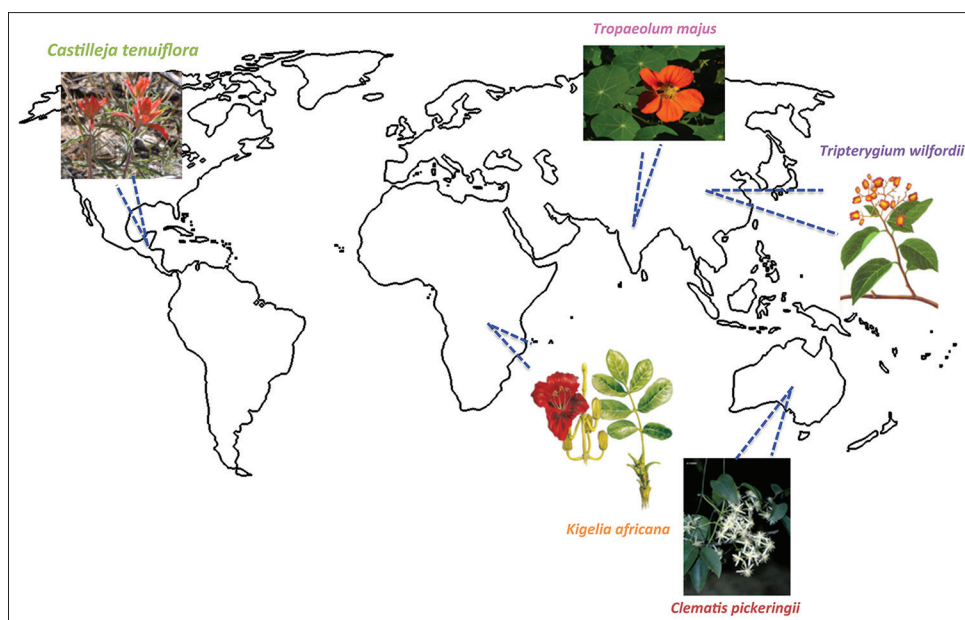 Castilleja tenuiflora
Tropaeolum majus
Tripterygium wilfordii
Kigelia africana
Clematis pickeringii